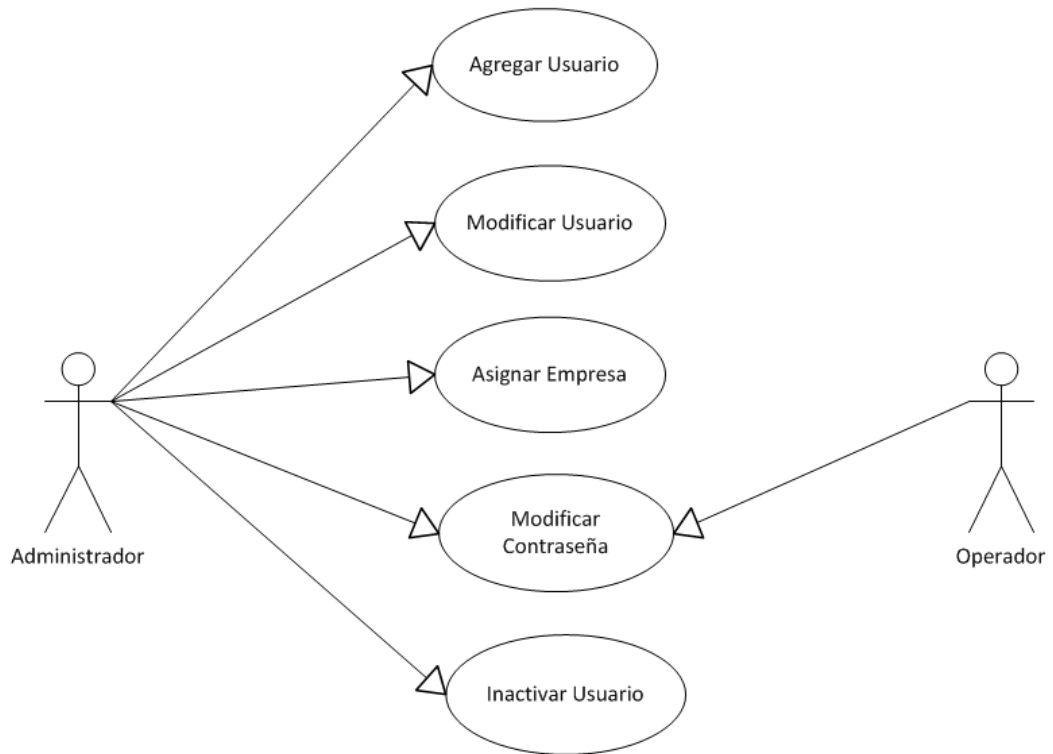 Agregar Usuario
Modificar Usuario
Asignar Empresa
Modificar
Contraseña
Administrador
Operador
Inactivar Usuario